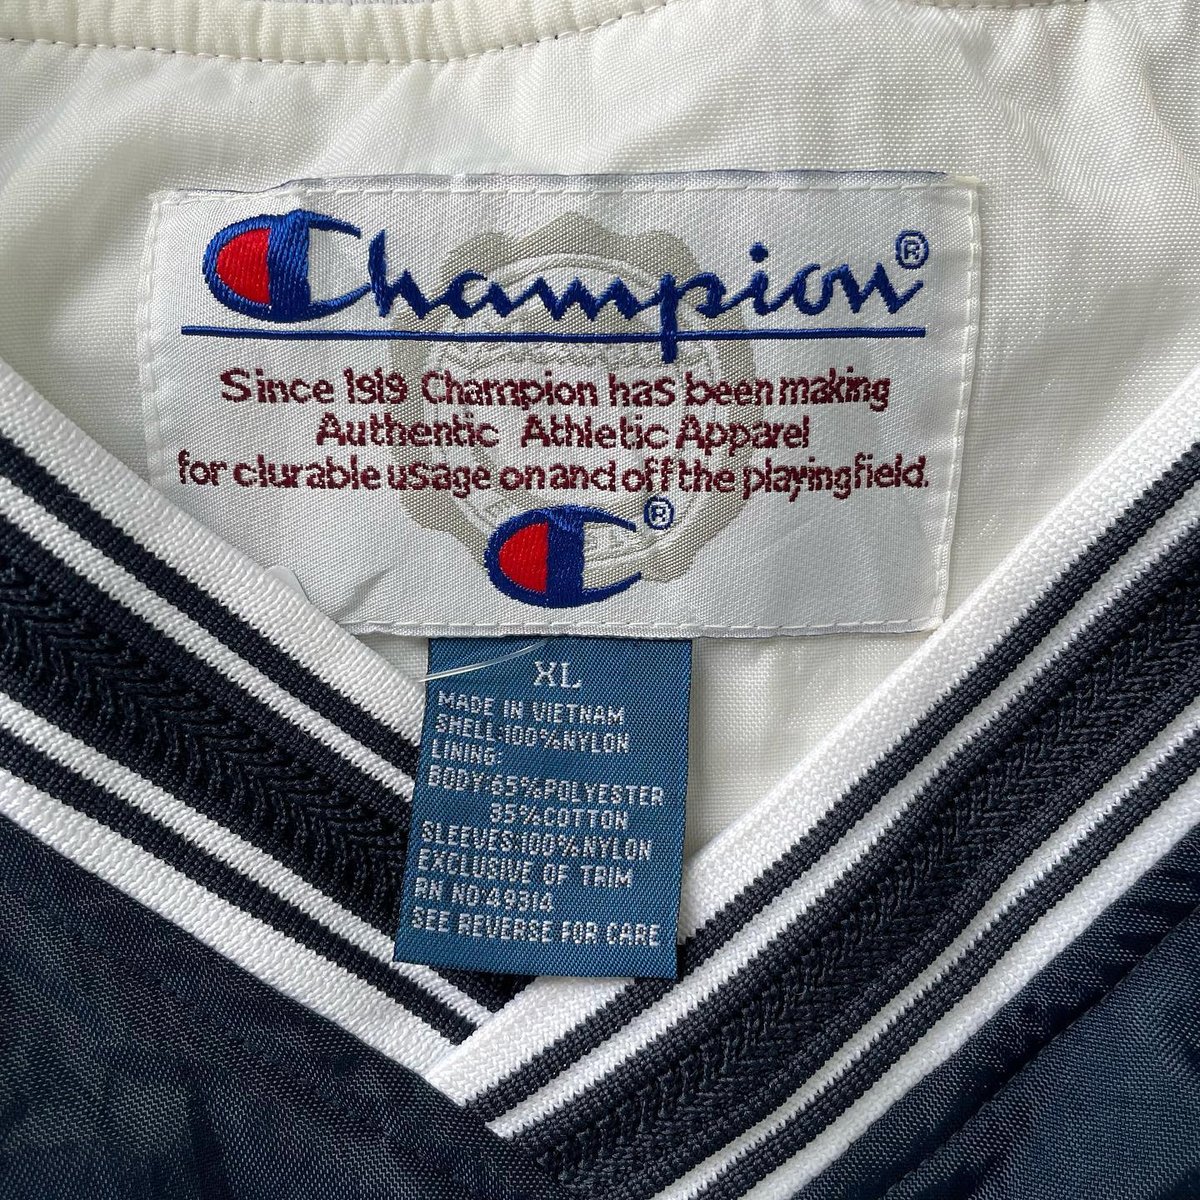 Champion®
Since 1919 Champion has been making
Authentic Athletic Apparel
for clurable usage on and off the playing field.
®
XL
MADE IN VIETNAM
SHELL:100%NYLON
LINING:
BODY:65%POLYESTER
35%COTTON
SLEEVES:100%NYLON
EXCLUSIVE OF TRIM
RN NO:49314
SEE REVERSE FOR CARE